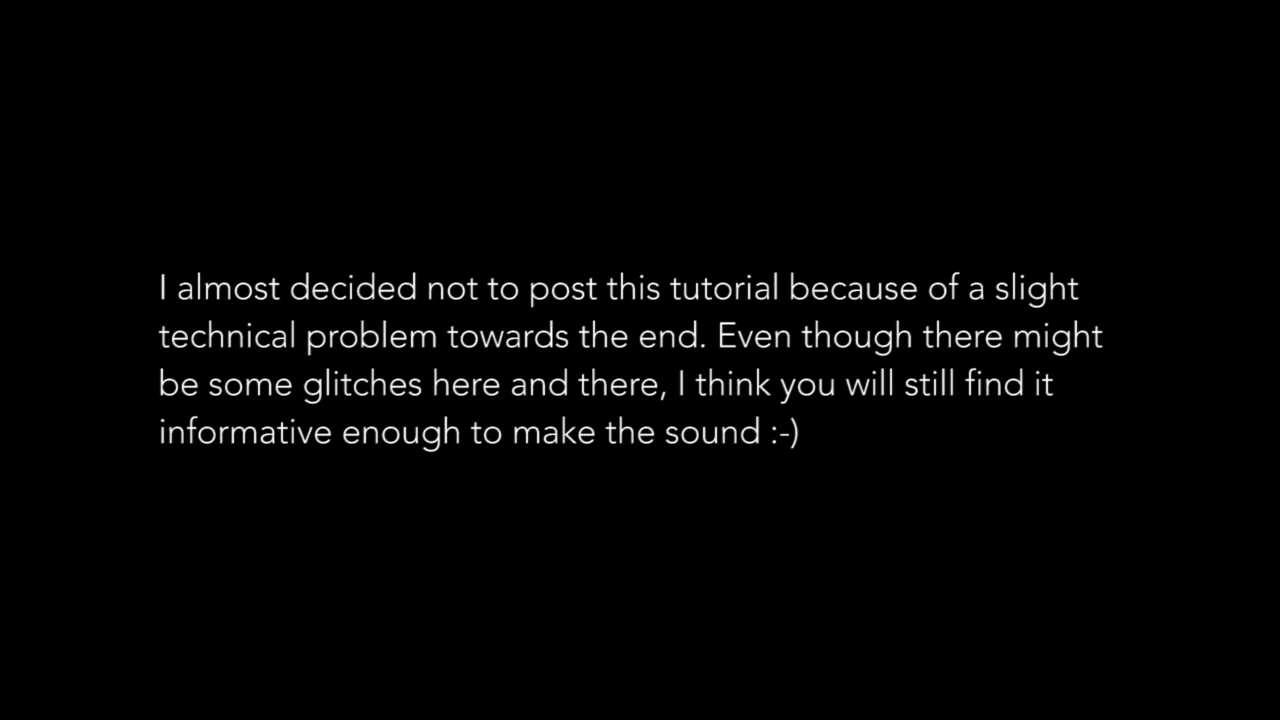 I almost decided not to post this tutorial because of a slight
technical problem towards the end. Even though there might
be some glitches here and there, I think you will still find it
informative enough to make the sound :-)